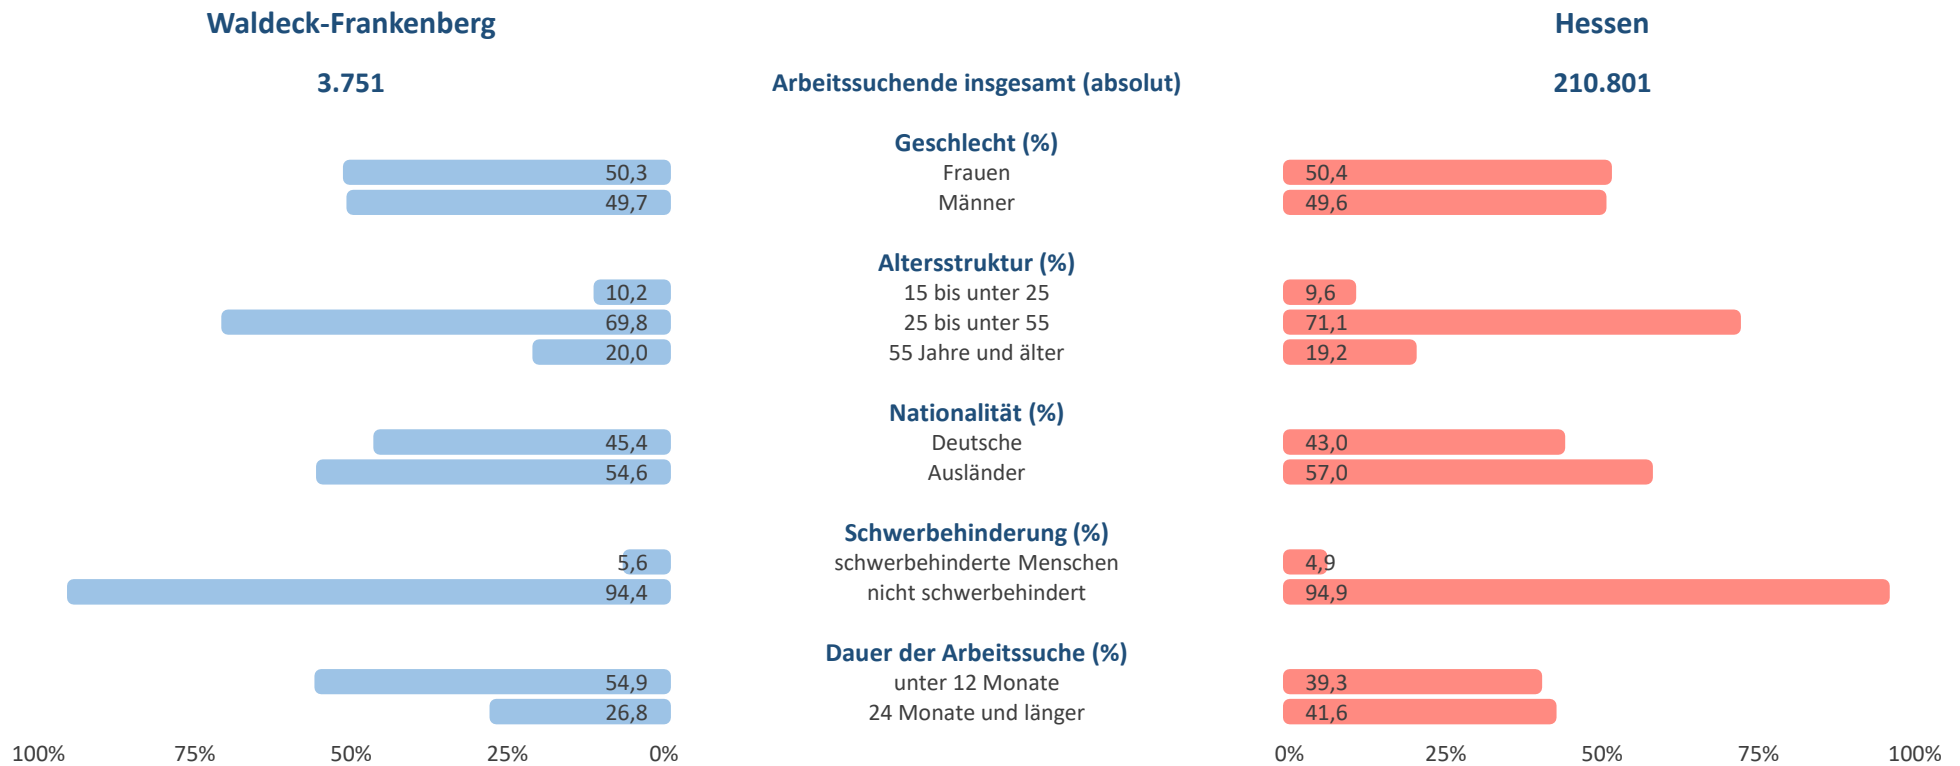 Waldeck-Frankenberg Hessen
3.751 Arbeitssuchende insgesamt (absolut) 210.801
Geschlecht (%)
50,3 Frauen 50,4
49,7 Männer 49,6
Altersstruktur (%)
10,2 15 bis unter 25 9,6
69,8 25 bis unter 55 71,1
20,0 55 Jahre und älter 19,2
Nationalität (%)
45,4 Deutsche 43,0
54,6 Ausländer 57,0
Schwerbehinderung (%)
5,6 schwerbehinderte Menschen 4,9
94,4 nicht schwerbehindert 94,9
Dauer der Arbeitssuche (%)
54,9 unter 12 Monate 39,3
26,8 24 Monate und länger 41,6
100% 75% 50% 25% 0% 0% 25% 50% 75% 100%